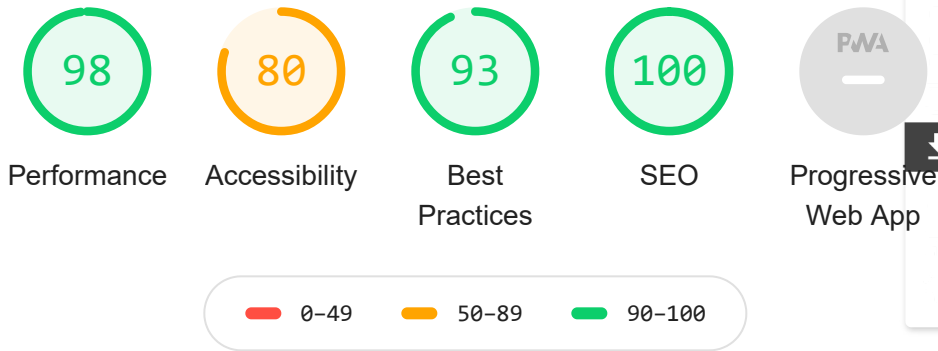 98
80
93
100
PWA
Performance
Accessibility
Best
Practices
SEO
Progressive
Web App
0–49
50–89
90–100